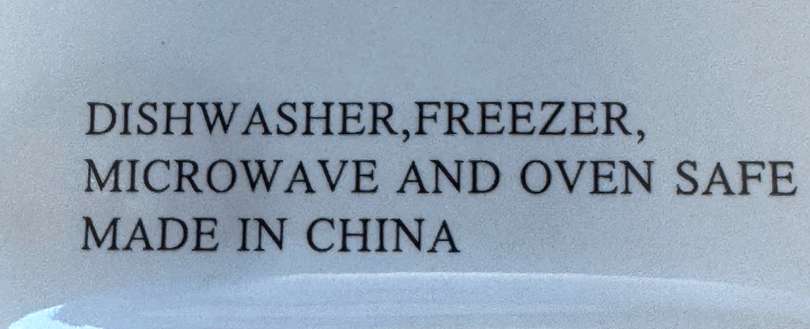 DISHWASHER,FREEZER,
MICROWAVE AND OVEN SAFE
MADE IN CHINA